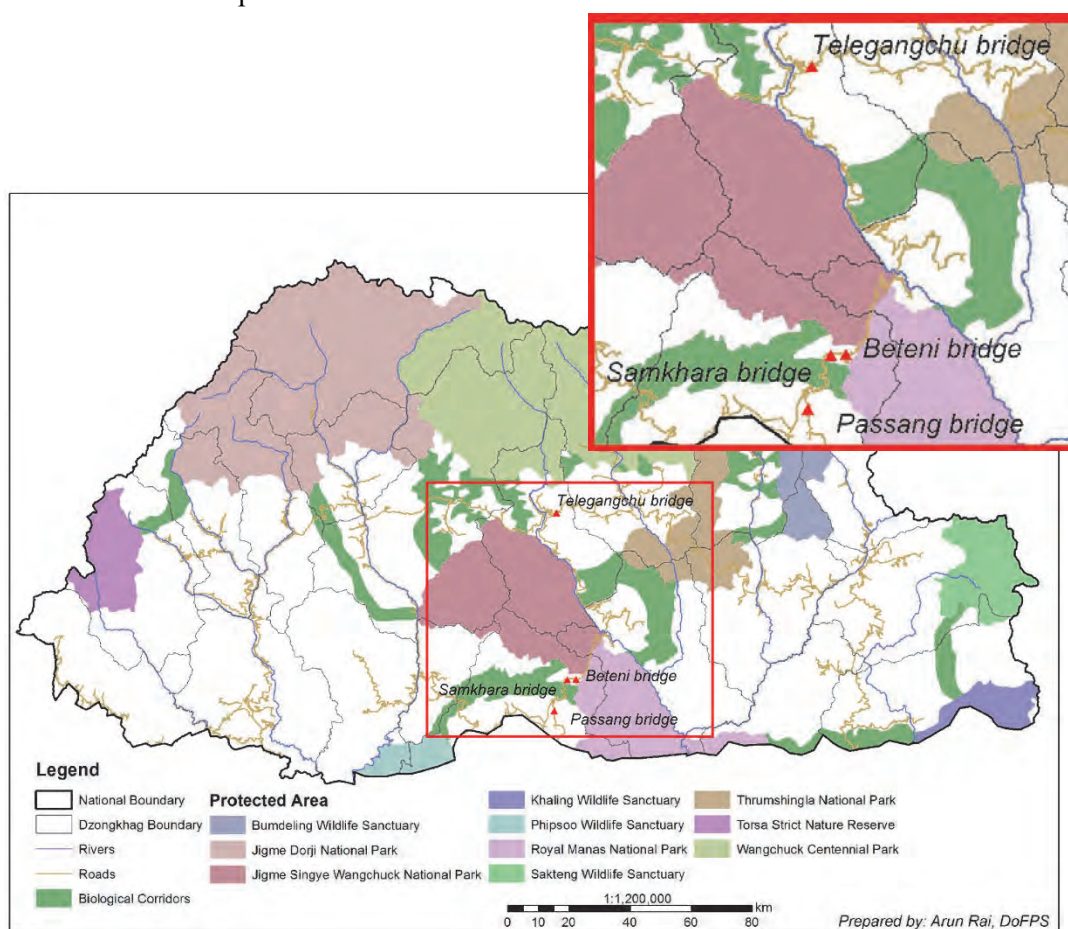 Telegangchu bridge
Beteni bridge
Samkhara bridge
Passang bridge
Telegangchu bridge
Beteni bridge
Samkhara bridge
Passang bridge
Legend
National Boundary
Dzongkhag Boundary
Rivers
Roads
Biological Corridors
Protected Area
Bumdeling Wildlife Sanctuary
Jigme Dorji National Park
Jigme Singye Wangchuck National Park
Khaling Wildlife Sanctuary
Phipsoo Wildlife Sanctuary
Royal Manas National Park
Sakteng Wildlife Sanctuary
Thrumshingla National Park
Torsa Strict Nature Reserve
Wangchuck Centennial Park
1:1,200,000
0 10 20 40 60 80 km
Prepared by: Arun Rai, DoFPS